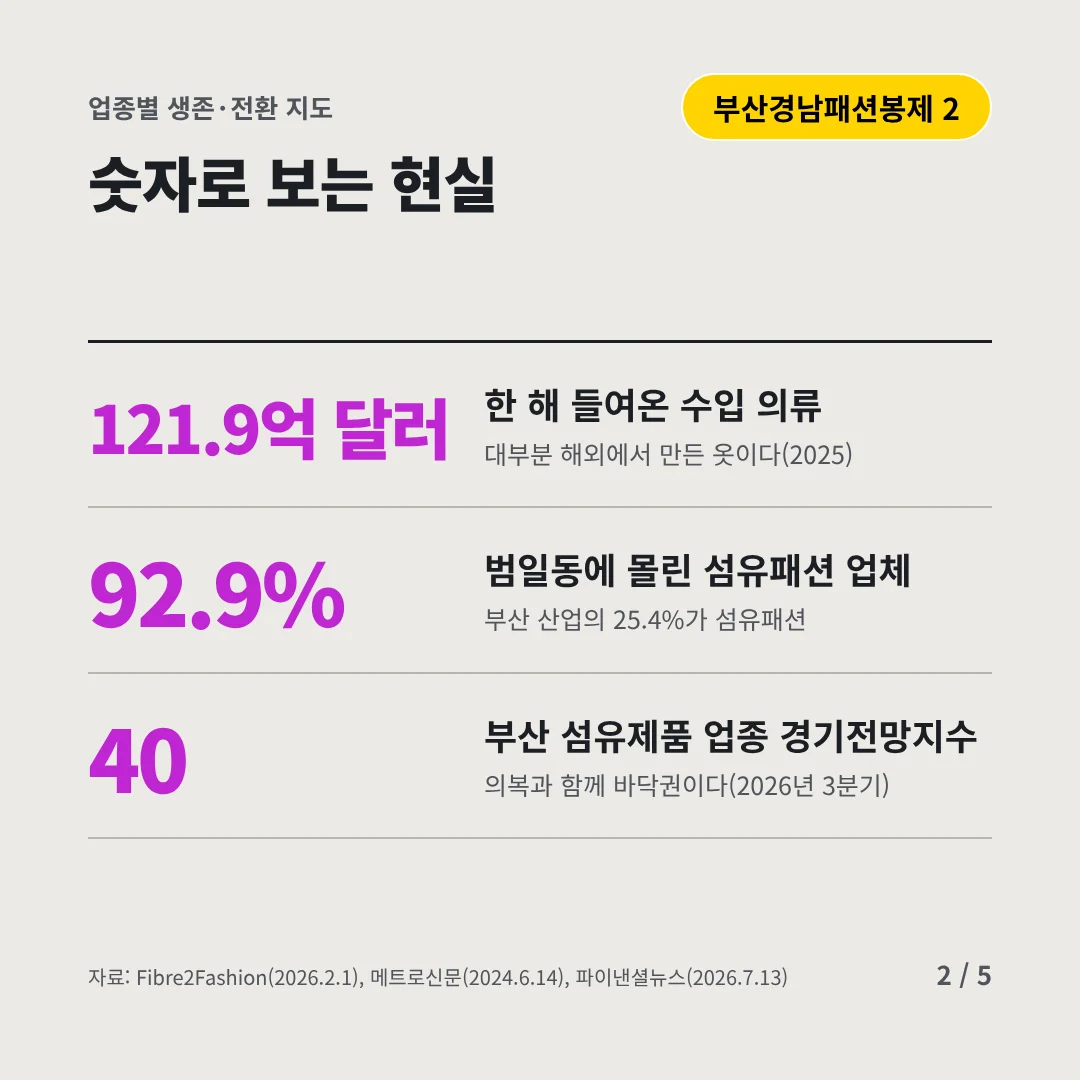 업종별 생존·전환 지도
부산경남패션봉제 2
숫자로 보는 현실
121.9억 달러
한 해 들여온 수입 의류
대부분 해외에서 만든 옷이다(2025)
92.9%
범일동에 몰린 섬유패션 업체
부산 산업의 25.4%가 섬유패션
40
부산 섬유제품 업종 경기전망지수
의복과 함께 바닥권이다(2026년 3분기)
자료: Fibre2Fashion(2026.2.1), 메트로신문(2024.6.14), 파이낸셜뉴스(2026.7.13)
2 / 5